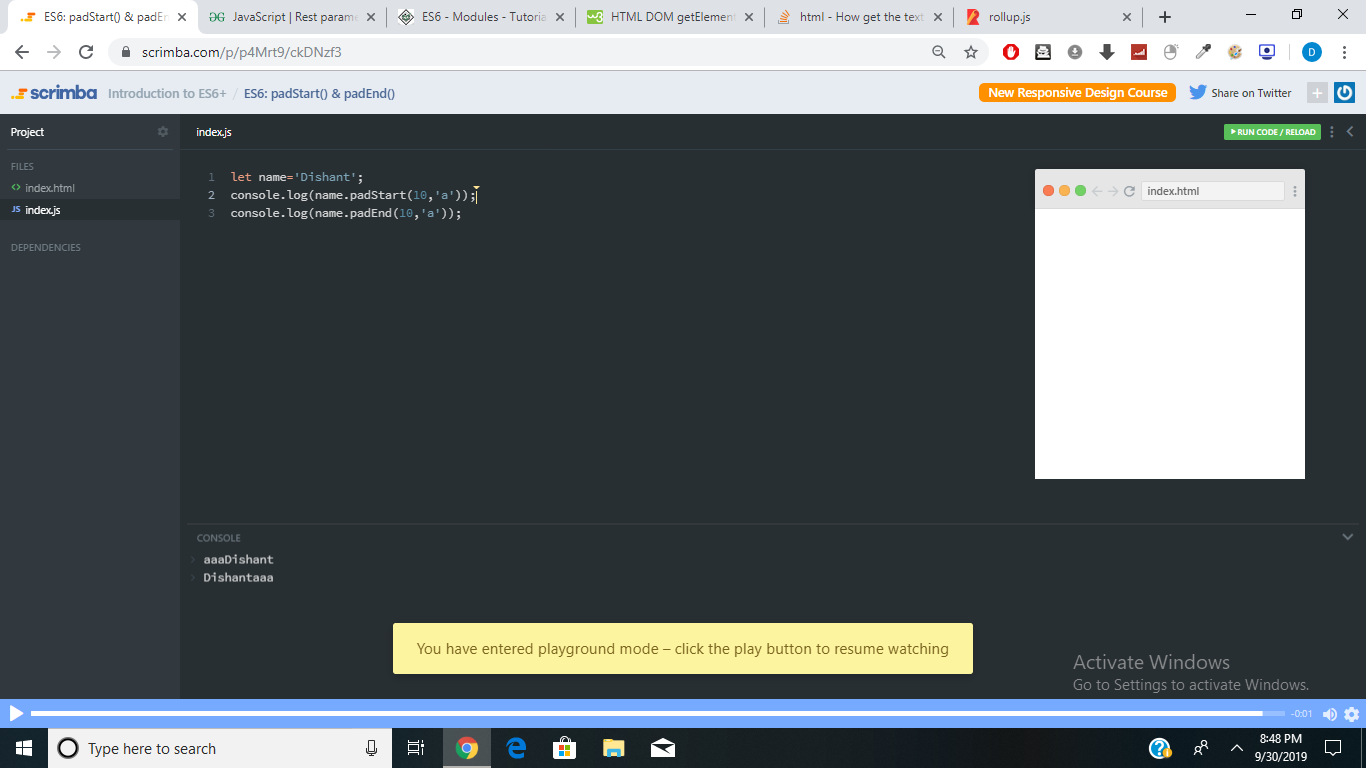 ES6: padStart() & padEn
JavaScript | Rest parame
ES6 - Modules - Tutoria
HTML DOM getElement
html - How get the text
rollup.js
scrimba.com/p/p4Mrt9/ckDNzf3
D
scrimba
Introduction to ES6+ / ES6: padStart() & padEnd()
New Responsive Design Course
Share on Twitter
Project
index.js
RUN CODE / RELOAD
FILES
<> index.html
JS index.js
DEPENDENCIES
1 let name='Dishant';
2 console.log(name.padStart(10,'a'));
3 console.log(name.padEnd(10,'a'));
index.html
CONSOLE
aaaDishant
Dishantaaa
You have entered playground mode – click the play button to resume watching
Activate Windows
Go to Settings to activate Windows.
-0:01
Type here to search
8:48 PM
9/30/2019